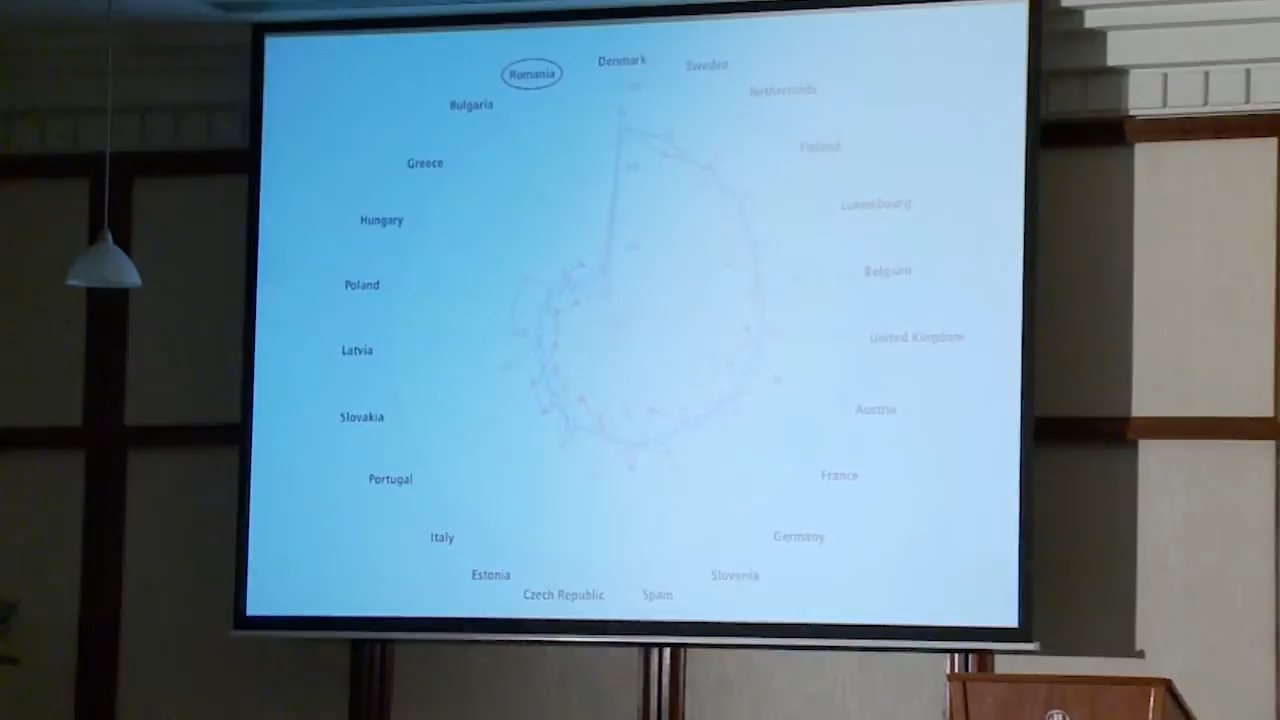 Denmark
Sweden
Romania
Netherlands
Bulgaria
Finland
Greece
Luxembourg
Hungary
Belgium
Poland
United Kingdom
Latvia
Austria
Slovakia
France
Portugal
Germany
Italy
Slovenia
Estonia
Czech Republic
Spain